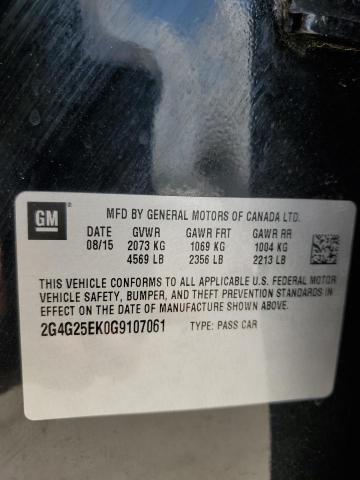 GM
MFD BY GENERAL MOTORS OF CANADA LTD.
DATE GVWR GAWR FRT GAWR RR
08/15 2073 KG 1069 KG 1004 KG
4569 LB 2356 LB 2213 LB
THIS VEHICLE CONFORMS TO ALL APPLICABLE U.S. FEDERAL MOTOR
VEHICLE SAFETY, BUMPER, AND THEFT PREVENTION STANDARDS IN
EFFECT ON THE DATE OF MANUFACTURE SHOWN ABOVE.
2G4G25EK0G9107061 TYPE: PASS CAR